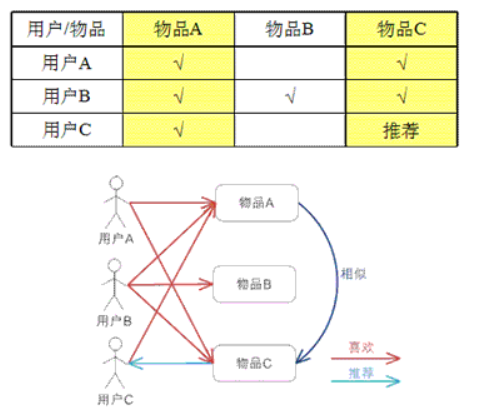 用户/物品 物品A 物品B 物品C
用户A √ √
用户B √ √ √
用户C √ 推荐
物品A
用户A
相似
物品B
用户B
喜欢
物品C
推荐
用户C